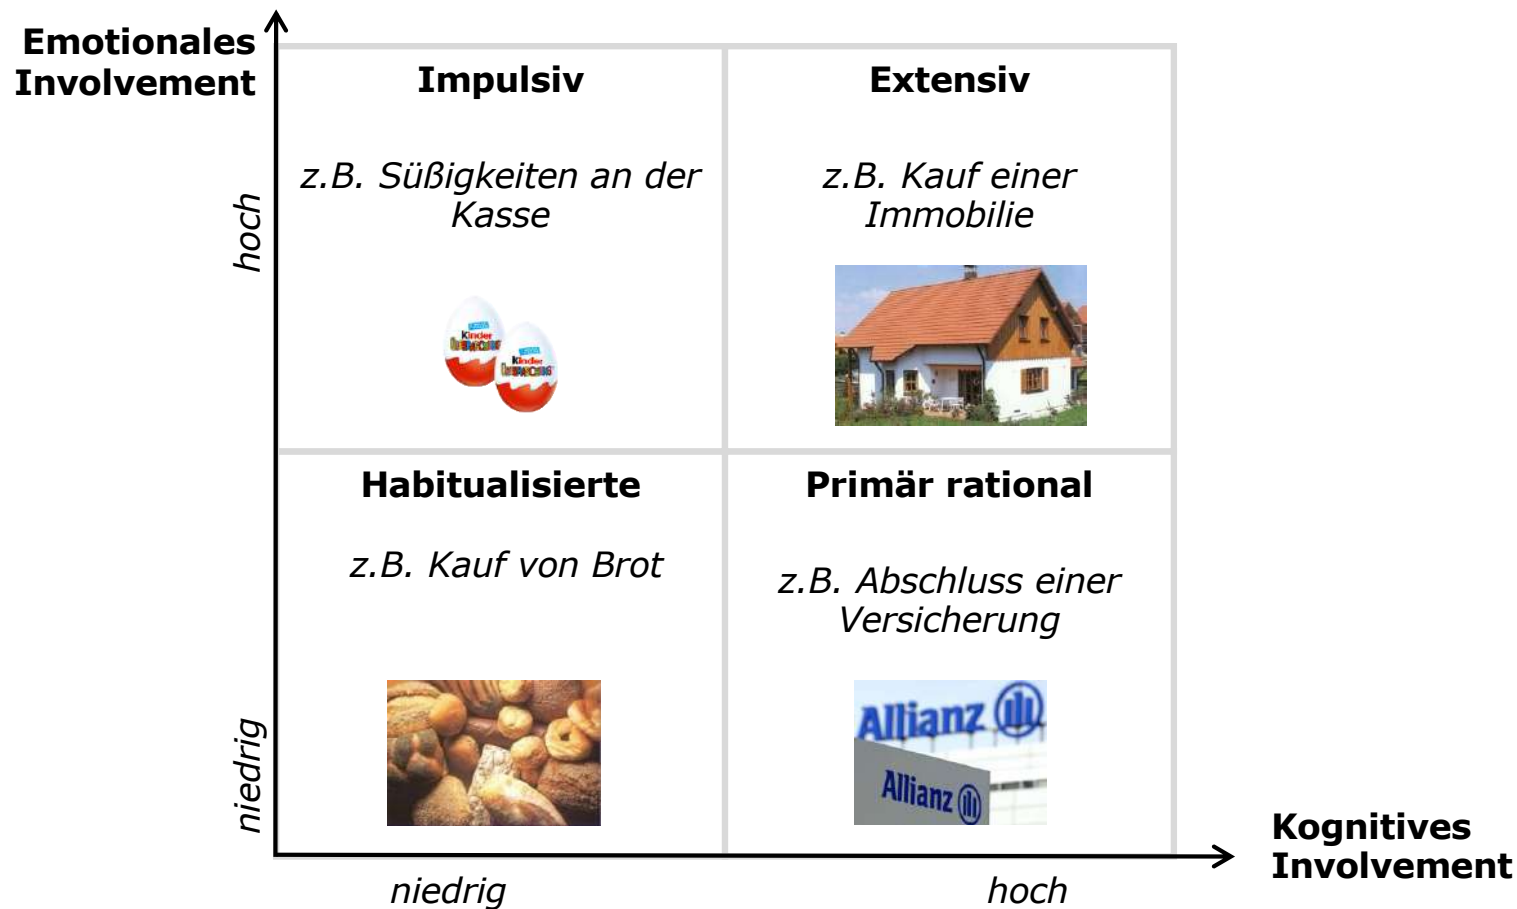 Emotionales
Involvement
Impulsiv
Extensiv
z.B. Süßigkeiten an der
Kasse
z.B. Kauf einer
Immobilie
hoch
Kinder
Kinder
Habitualisierte
Primär rational
z.B. Kauf von Brot
z.B. Abschluss einer
Versicherung
niedrig
Allianz
Allianz
Kognitives
Involvement
niedrig
hoch